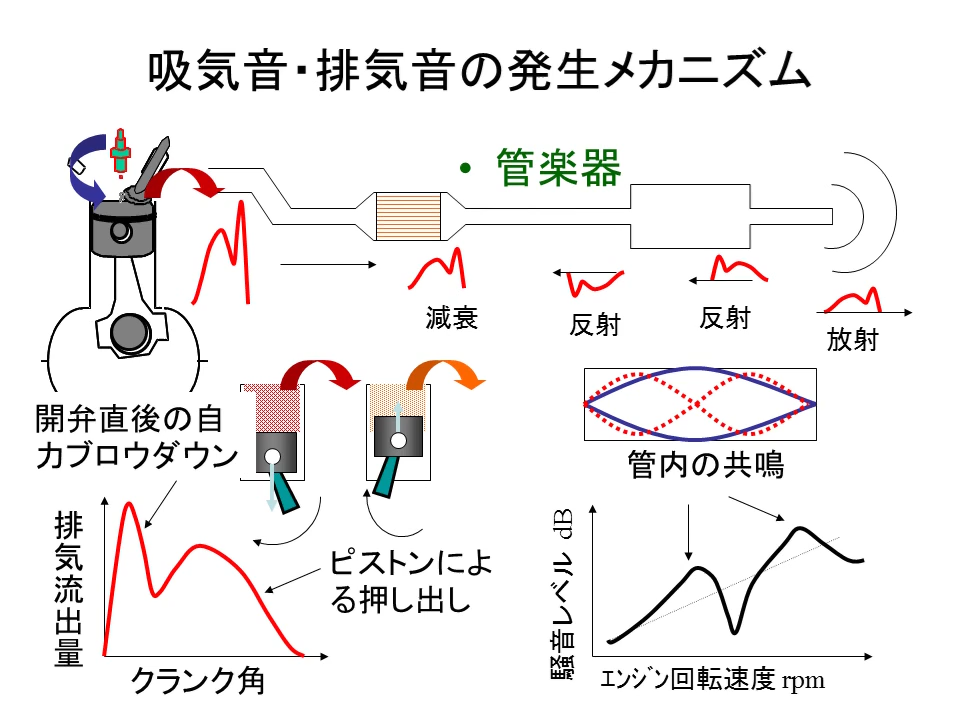 吸気音・排気音の発生メカニズム
• 管楽器
減衰
反射
反射
放射
開弁直後の自
力ブロウダウン
管内の共鳴
排気流出量
ピストンによ
る押し出し
クランク角
騒音レベル dB
ｴﾝｼﾞﾝ回転速度 rpm